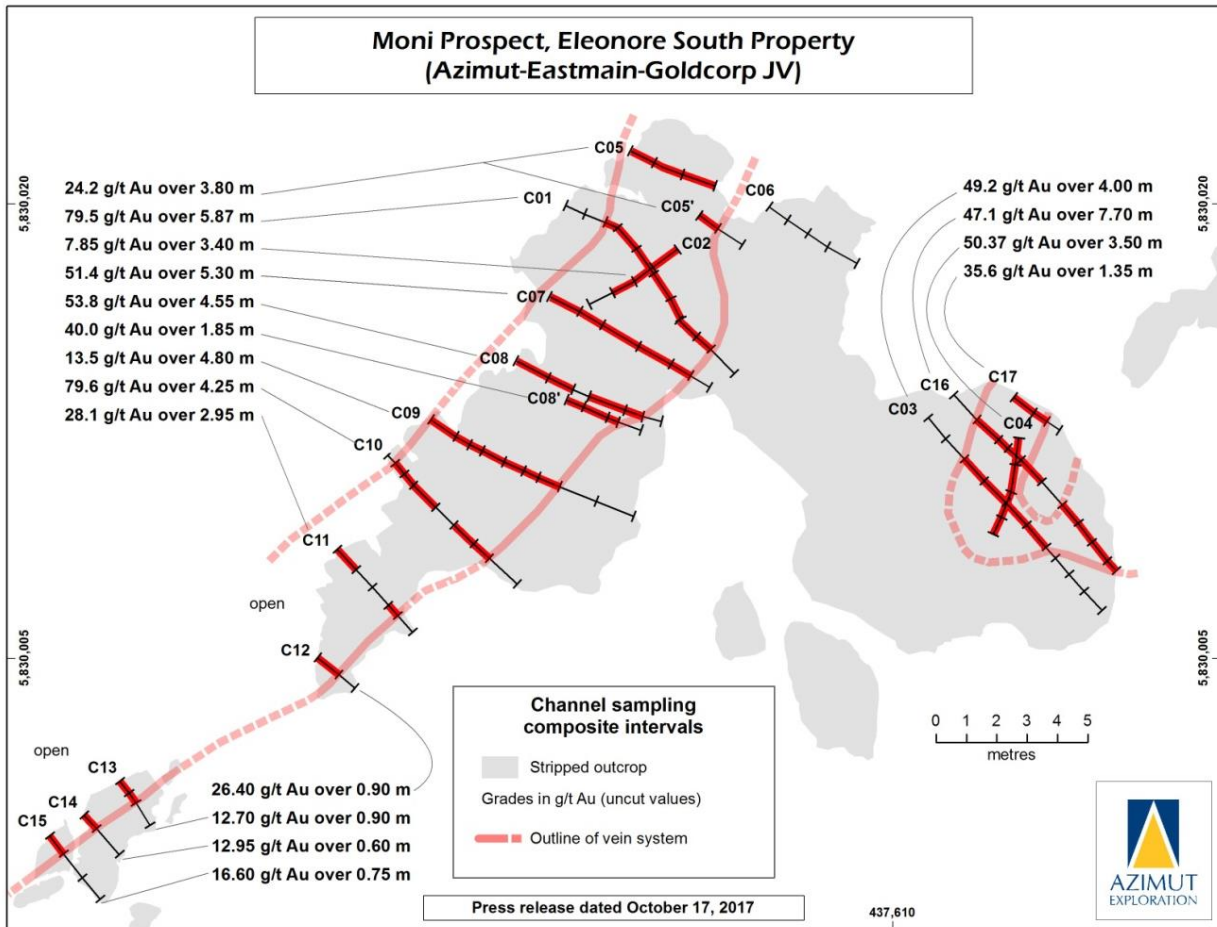 Moni Prospect, Eleonore South Property
(Azimut-Eastmain-Goldcorp JV)
5,830,020
5,830,020
24.2 g/t Au over 3.80 m
79.5 g/t Au over 5.87 m
7.85 g/t Au over 3.40 m
51.4 g/t Au over 5.30 m
53.8 g/t Au over 4.55 m
40.0 g/t Au over 1.85 m
13.5 g/t Au over 4.80 m
79.6 g/t Au over 4.25 m
28.1 g/t Au over 2.95 m
49.2 g/t Au over 4.00 m
47.1 g/t Au over 7.70 m
50.37 g/t Au over 3.50 m
35.6 g/t Au over 1.35 m
C05
C01
C05'
C06
C02
C07
C08
C08'
C09
C10
C17
C16
C03
C04
C11
open
C12
5,830,005
5,830,005
open
C13
C14
C15
26.40 g/t Au over 0.90 m
12.70 g/t Au over 0.90 m
12.95 g/t Au over 0.60 m
16.60 g/t Au over 0.75 m
Channel sampling
composite intervals
Stripped outcrop
Grades in g/t Au (uncut values)
Outline of vein system
0 1 2 3 4 5
metres
Press release dated October 17, 2017
437,610
AZIMUT
EXPLORATION